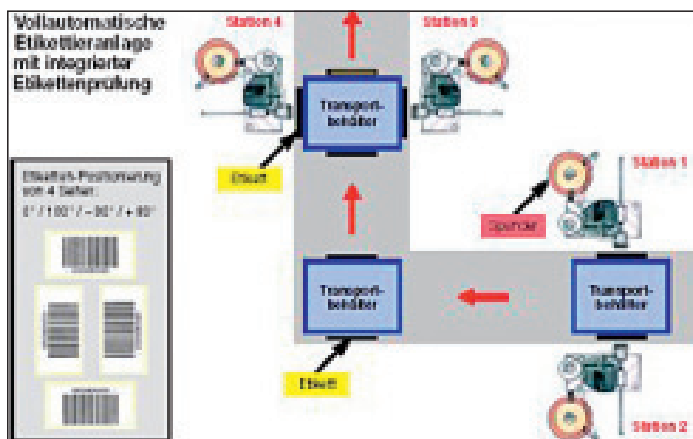 Vollautomatische
Etikettieranlage
mit integrierter
Etikettenprüfung
Station 4
Station 3
Transport-
behälter
Etikett
Etiketten-Positionierung
von 4 Seiten:
0° / 180° / - 90° / + 90°
Station 1
Spender
Transport-
behälter
Transport-
behälter
Etikett
Station 2